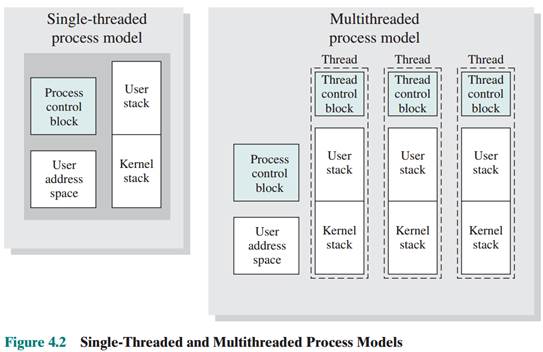 Single-threaded
process model
Process
control
block
User
stack
User
address
space
Kernel
stack
Multithreaded
process model
Thread
Thread
Thread
Thread
control
block
Thread
control
block
Thread
control
block
Process
control
block
User
stack
User
stack
User
stack
User
address
space
Kernel
stack
Kernel
stack
Kernel
stack
Figure 4.2 Single-Threaded and Multithreaded Process Models